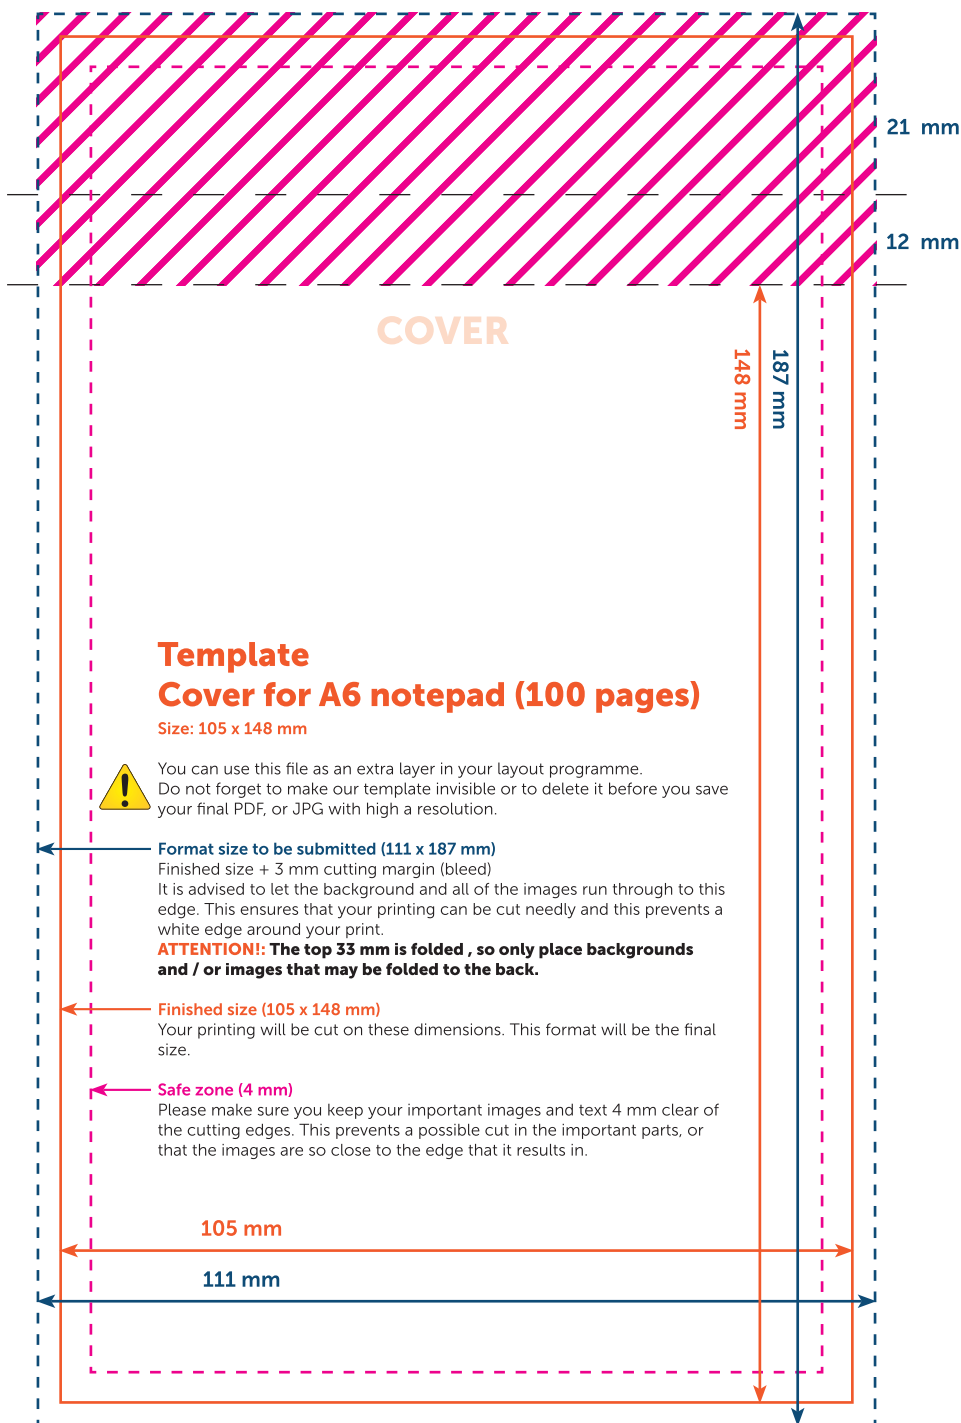 21 mm
12 mm
COVER
148 mm
187 mm
Template
Cover for A6 notepad (100 pages)
Size: 105 x 148 mm
You can use this file as an extra layer in your layout programme.
Do not forget to make our template invisible or to delete it before you save
your final PDF, or JPG with high a resolution.
Format size to be submitted (111 x 187 mm)
Finished size + 3 mm cutting margin (bleed)
It is advised to let the background and all of the images run through to this
edge. This ensures that your printing can be cut needly and this prevents a
white edge around your print.
ATTENTION!: The top 33 mm is folded , so only place backgrounds
and / or images that may be folded to the back.
Finished size (105 x 148 mm)
Your printing will be cut on these dimensions. This format will be the final
size.
Safe zone (4 mm)
Please make sure you keep your important images and text 4 mm clear of
the cutting edges. This prevents a possible cut in the important parts, or
that the images are so close to the edge that it results in.
105 mm
111 mm